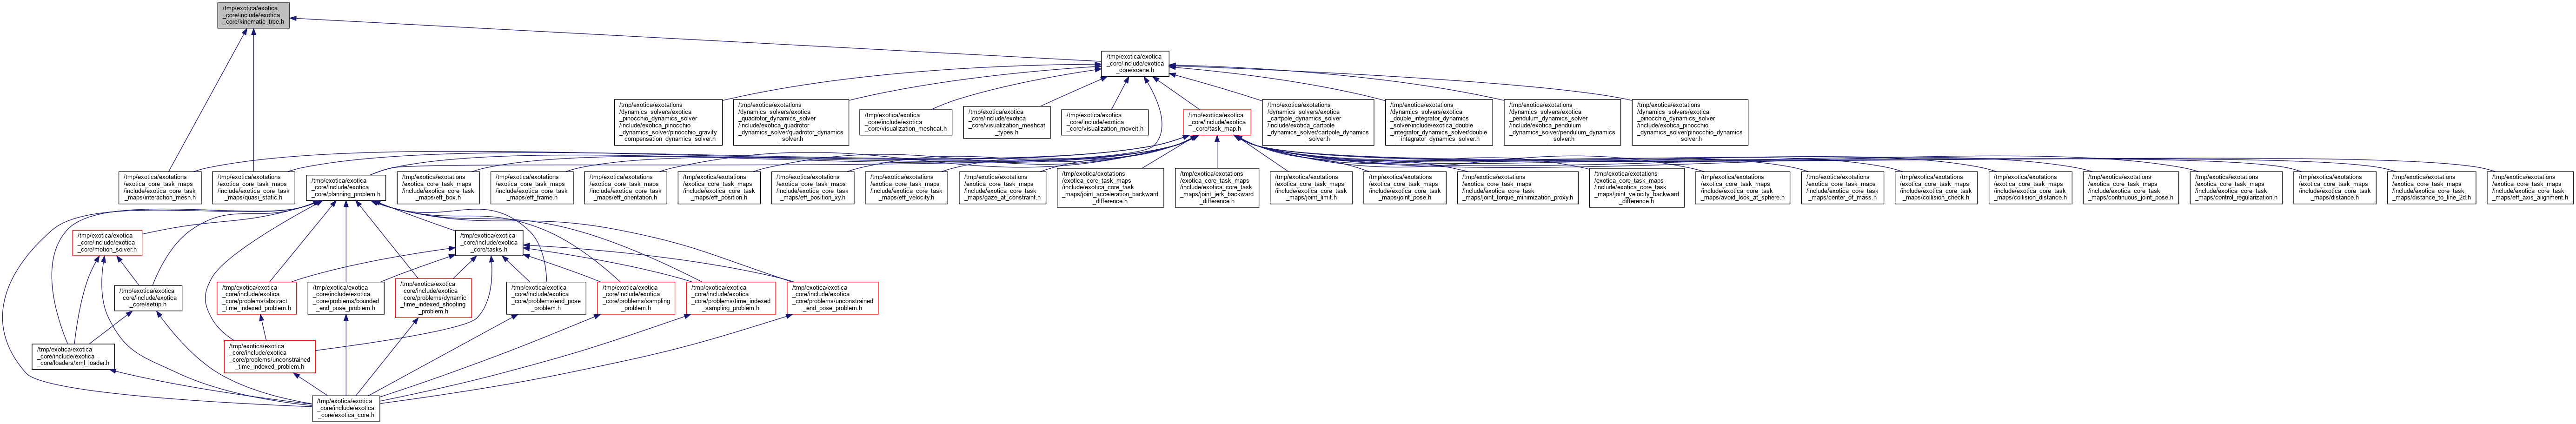 /tmp/exotica/exotica
_core/include/exotica
_core/kinematic_tree.h
/tmp/exotica/exotica
_core/include/exotica
_core/scene.h
/tmp/exotica/exotations
/dynamics_solvers/exotica
_pinocchio_dynamics_solver
/include/exotica_pinocchio
_dynamics_solver/pinocchio_gravity
_compensation_dynamics_solver.h
/tmp/exotica/exotations
/dynamics_solvers/exotica
_quadrotor_dynamics_solver
/include/exotica_quadrotor
_dynamics_solver/quadrotor_dynamics
_solver.h
/tmp/exotica/exotica
_core/include/exotica
_core/visualization_meshcat.h
/tmp/exotica/exotica
_core/include/exotica
_core/visualization_meshcat
_types.h
/tmp/exotica/exotica
_core/include/exotica
_core/visualization_moveit.h
/tmp/exotica/exotica
_core/include/exotica
_core/task_map.h
/tmp/exotica/exotations
/dynamics_solvers/exotica
_cartpole_dynamics_solver
/include/exotica_cartpole
_dynamics_solver/cartpole_dynamics
_solver.h
/tmp/exotica/exotations
/dynamics_solvers/exotica
_double_integrator_dynamics
_solver/include/exotica_double
_integrator_dynamics_solver/double
_integrator_dynamics_solver.h
/tmp/exotica/exotations
/dynamics_solvers/exotica
_pendulum_dynamics_solver
/include/exotica_pendulum
_dynamics_solver/pendulum_dynamics
_solver.h
/tmp/exotica/exotations
/dynamics_solvers/exotica
_pinocchio_dynamics_solver
/include/exotica_pinocchio
_dynamics_solver/pinocchio_dynamics
_solver.h
/tmp/exotica/exotations
/exotica_core_task_maps
/include/exotica_core_task
_maps/interaction_mesh.h
/tmp/exotica/exotations
/exotica_core_task_maps
/include/exotica_core_task
_maps/quasi_static.h
/tmp/exotica/exotica
_core/include/exotica
_core/planning_problem.h
/tmp/exotica/exotations
/exotica_core_task_maps
/include/exotica_core_task
_maps/eff_box.h
/tmp/exotica/exotations
/exotica_core_task_maps
/include/exotica_core_task
_maps/eff_frame.h
/tmp/exotica/exotations
/exotica_core_task_maps
/include/exotica_core_task
_maps/eff_orientation.h
/tmp/exotica/exotations
/exotica_core_task_maps
/include/exotica_core_task
_maps/eff_position.h
/tmp/exotica/exotations
/exotica_core_task_maps
/include/exotica_core_task
_maps/eff_position_xy.h
/tmp/exotica/exotations
/exotica_core_task_maps
/include/exotica_core_task
_maps/eff_velocity.h
/tmp/exotica/exotations
/exotica_core_task_maps
/include/exotica_core_task
_maps/gaze_at_constraint.h
/tmp/exotica/exotations
/exotica_core_task_maps
/include/exotica_core_task
_maps/joint_acceleration_backward
_difference.h
/tmp/exotica/exotations
/exotica_core_task_maps
/include/exotica_core_task
_maps/joint_jerk_backward
_difference.h
/tmp/exotica/exotations
/exotica_core_task_maps
/include/exotica_core_task
_maps/joint_limit.h
/tmp/exotica/exotations
/exotica_core_task_maps
/include/exotica_core_task
_maps/joint_pose.h
/tmp/exotica/exotations
/exotica_core_task_maps
/include/exotica_core_task
_maps/joint_torque_minimization_proxy.h
/tmp/exotica/exotations
/exotica_core_task_maps
/include/exotica_core_task
_maps/joint_velocity_backward
_difference.h
/tmp/exotica/exotations
/exotica_core_task_maps
/include/exotica_core_task
_maps/avoid_look_at_sphere.h
/tmp/exotica/exotations
/exotica_core_task_maps
/include/exotica_core_task
_maps/center_of_mass.h
/tmp/exotica/exotations
/exotica_core_task_maps
/include/exotica_core_task
_maps/collision_check.h
/tmp/exotica/exotations
/exotica_core_task_maps
/include/exotica_core_task
_maps/collision_distance.h
/tmp/exotica/exotations
/exotica_core_task_maps
/include/exotica_core_task
_maps/continuous_joint_pose.h
/tmp/exotica/exotations
/exotica_core_task_maps
/include/exotica_core_task
_maps/control_regularization.h
/tmp/exotica/exotations
/exotica_core_task_maps
/include/exotica_core_task
_maps/distance.h
/tmp/exotica/exotations
/exotica_core_task_maps
/include/exotica_core_task
_maps/distance_to_line_2d.h
/tmp/exotica/exotations
/exotica_core_task_maps
/include/exotica_core_task
_maps/eff_axis_alignment.h
/tmp/exotica/exotica
_core/include/exotica
_core/motion_solver.h
/tmp/exotica/exotica
_core/include/exotica
_core/tasks.h
/tmp/exotica/exotica
_core/include/exotica
_core/setup.h
/tmp/exotica/exotica
_core/include/exotica
_core/problems/abstract
_time_indexed_problem.h
/tmp/exotica/exotica
_core/include/exotica
_core/problems/bounded
_end_pose_problem.h
/tmp/exotica/exotica
_core/include/exotica
_core/problems/dynamic
_time_indexed_shooting
_problem.h
/tmp/exotica/exotica
_core/include/exotica
_core/problems/end_pose
_problem.h
/tmp/exotica/exotica
_core/include/exotica
_core/problems/sampling
_problem.h
/tmp/exotica/exotica
_core/include/exotica
_core/problems/time_indexed
_sampling_problem.h
/tmp/exotica/exotica
_core/include/exotica
_core/problems/unconstrained
_end_pose_problem.h
/tmp/exotica/exotica
_core/include/exotica
_core/loaders/xml_loader.h
/tmp/exotica/exotica
_core/include/exotica
_core/problems/unconstrained
_time_indexed_problem.h
/tmp/exotica/exotica
_core/include/exotica
_core/exotica_core.h